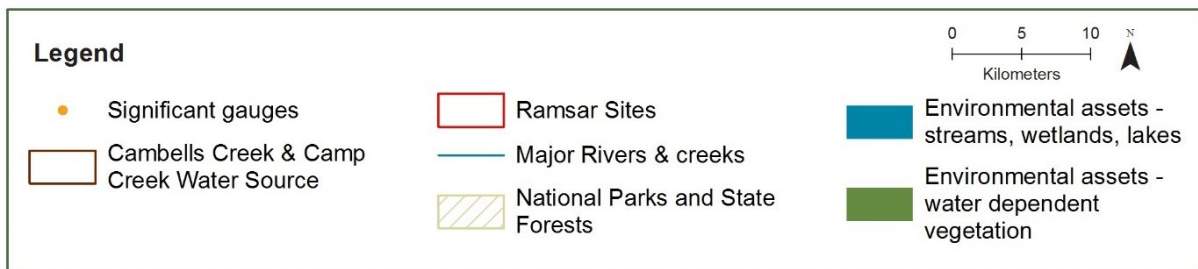 Legend
0 5 10
N
Kilometers
Significant gauges
Cambells Creek & Camp
Creek Water Source
Ramsar Sites
Major Rivers & creeks
National Parks and State
Forests
Environmental assets -
streams, wetlands, lakes
Environmental assets -
water dependent
vegetation